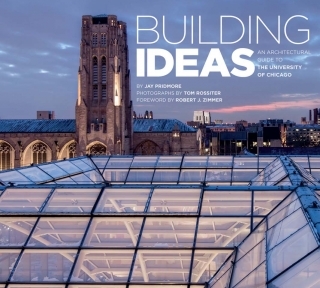 BUILDING
IDEAS
AN ARCHITECTURAL
GUIDE TO
THE UNIVERSITY
OF CHICAGO
BY JAY PRIDMORE
PHOTOGRAPHS BY TOM ROSSITER
FOREWORD BY ROBERT J. ZIMMER